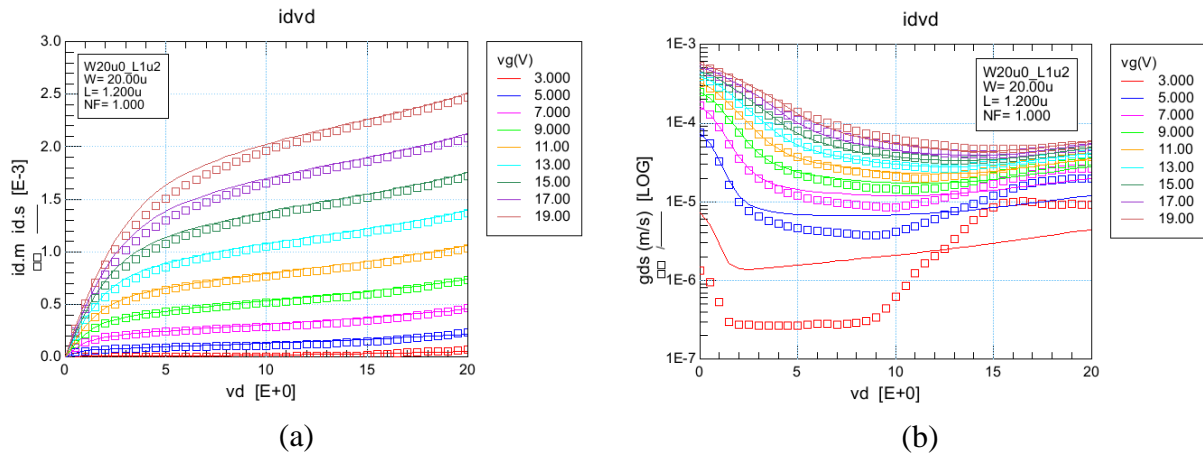 idvd
3.0
2.5
2.0
1.5
1.0
0.5
0.0
id.m id.s [E-3]
W20u0_L1u2
W= 20.00u
L= 1.200u
NF= 1.000
0 5 10 15 20
vd [E+0]
vg(V)
3.000
5.000
7.000
9.000
11.00
13.00
15.00
17.00
19.00
(a)
idvd
1E-3
1E-4
1E-5
1E-6
1E-7
gds (m/s) [LOG]
W20u0_L1u2
W= 20.00u
L= 1.200u
NF= 1.000
0 5 10 15 20
vd [E+0]
vg(V)
3.000
5.000
7.000
9.000
11.00
13.00
15.00
17.00
19.00
(b)